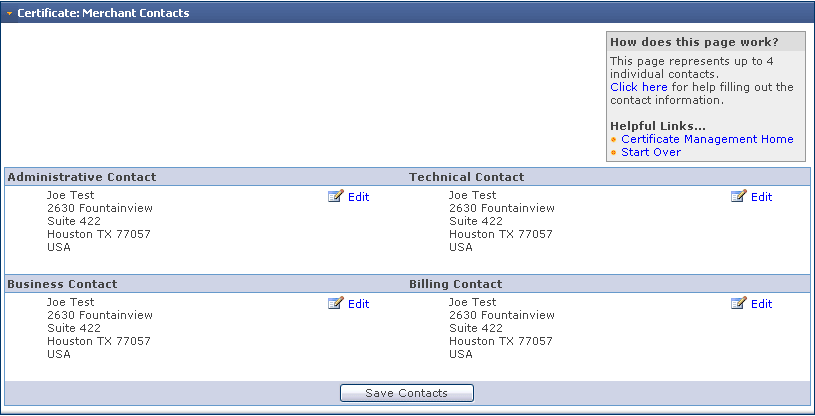 Certificate: Merchant Contacts
How does this page work?
This page represents up to 4
individual contacts.
Click here for help filling out the
contact information.
Helpful Links...
Certificate Management Home
Start Over
Administrative Contact
Joe Test
2630 Fountainview
Suite 422
Houston TX 77057
USA
Edit
Technical Contact
Joe Test
2630 Fountainview
Suite 422
Houston TX 77057
USA
Edit
Business Contact
Joe Test
2630 Fountainview
Suite 422
Houston TX 77057
USA
Edit
Billing Contact
Joe Test
2630 Fountainview
Suite 422
Houston TX 77057
USA
Edit
Save Contacts